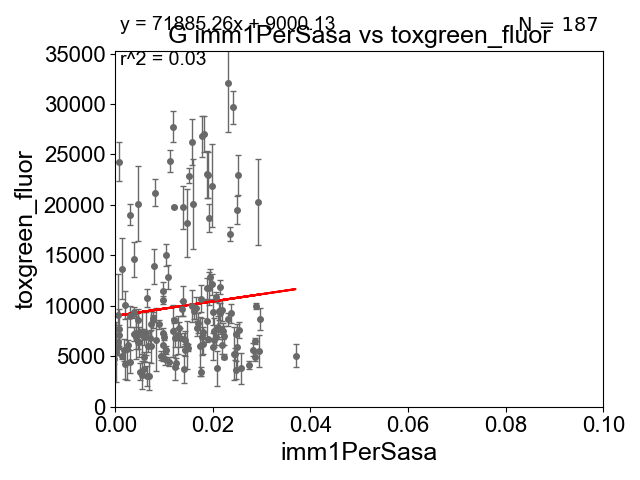 y = 71885.26x + 9000.13
N = 187
G imm1PerSasa vs toxgreen_fluor
r^2 = 0.03
35000
30000
25000
20000
15000
10000
5000
0
toxgreen_fluor
0.00 0.02 0.04 0.06 0.08 0.10
imm1PerSasa